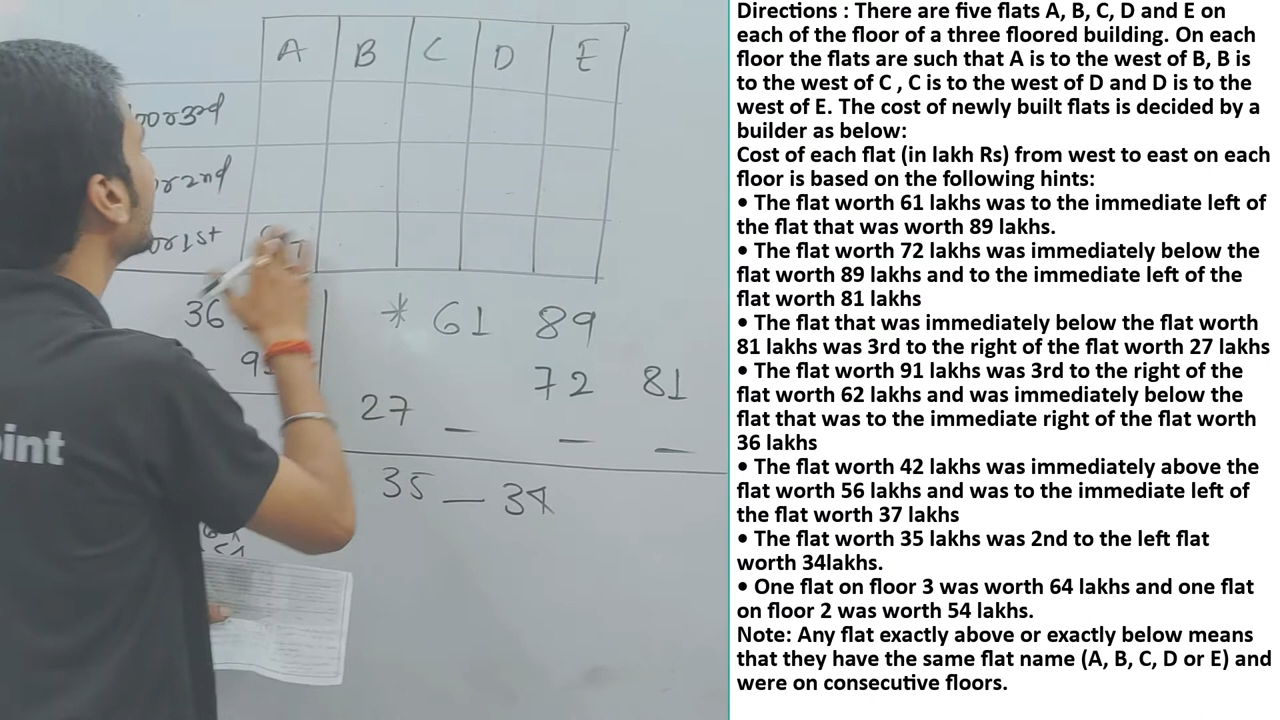 A B C D E
oor3rd
or2nd
or1st
36
* 61 89
9
72 81
27
35 — 34
int
Directions : There are five flats A, B, C, D and E on
each of the floor of a three floored building. On each
floor the flats are such that A is to the west of B, B is
to the west of C , C is to the west of D and D is to the
west of E. The cost of newly built flats is decided by a
builder as below:
Cost of each flat (in lakh Rs) from west to east on each
floor is based on the following hints:
• The flat worth 61 lakhs was to the immediate left of
the flat that was worth 89 lakhs.
• The flat worth 72 lakhs was immediately below the
flat worth 89 lakhs and to the immediate left of the
flat worth 81 lakhs
• The flat that was immediately below the flat worth
81 lakhs was 3rd to the right of the flat worth 27 lakhs
• The flat worth 91 lakhs was 3rd to the right of the
flat worth 62 lakhs and was immediately below the
flat that was to the immediate right of the flat worth
36 lakhs
• The flat worth 42 lakhs was immediately above the
flat worth 56 lakhs and was to the immediate left of
the flat worth 37 lakhs
• The flat worth 35 lakhs was 2nd to the left flat
worth 34lakhs.
• One flat on floor 3 was worth 64 lakhs and one flat
on floor 2 was worth 54 lakhs.
Note: Any flat exactly above or exactly below means
that they have the same flat name (A, B, C, D or E) and
were on consecutive floors.